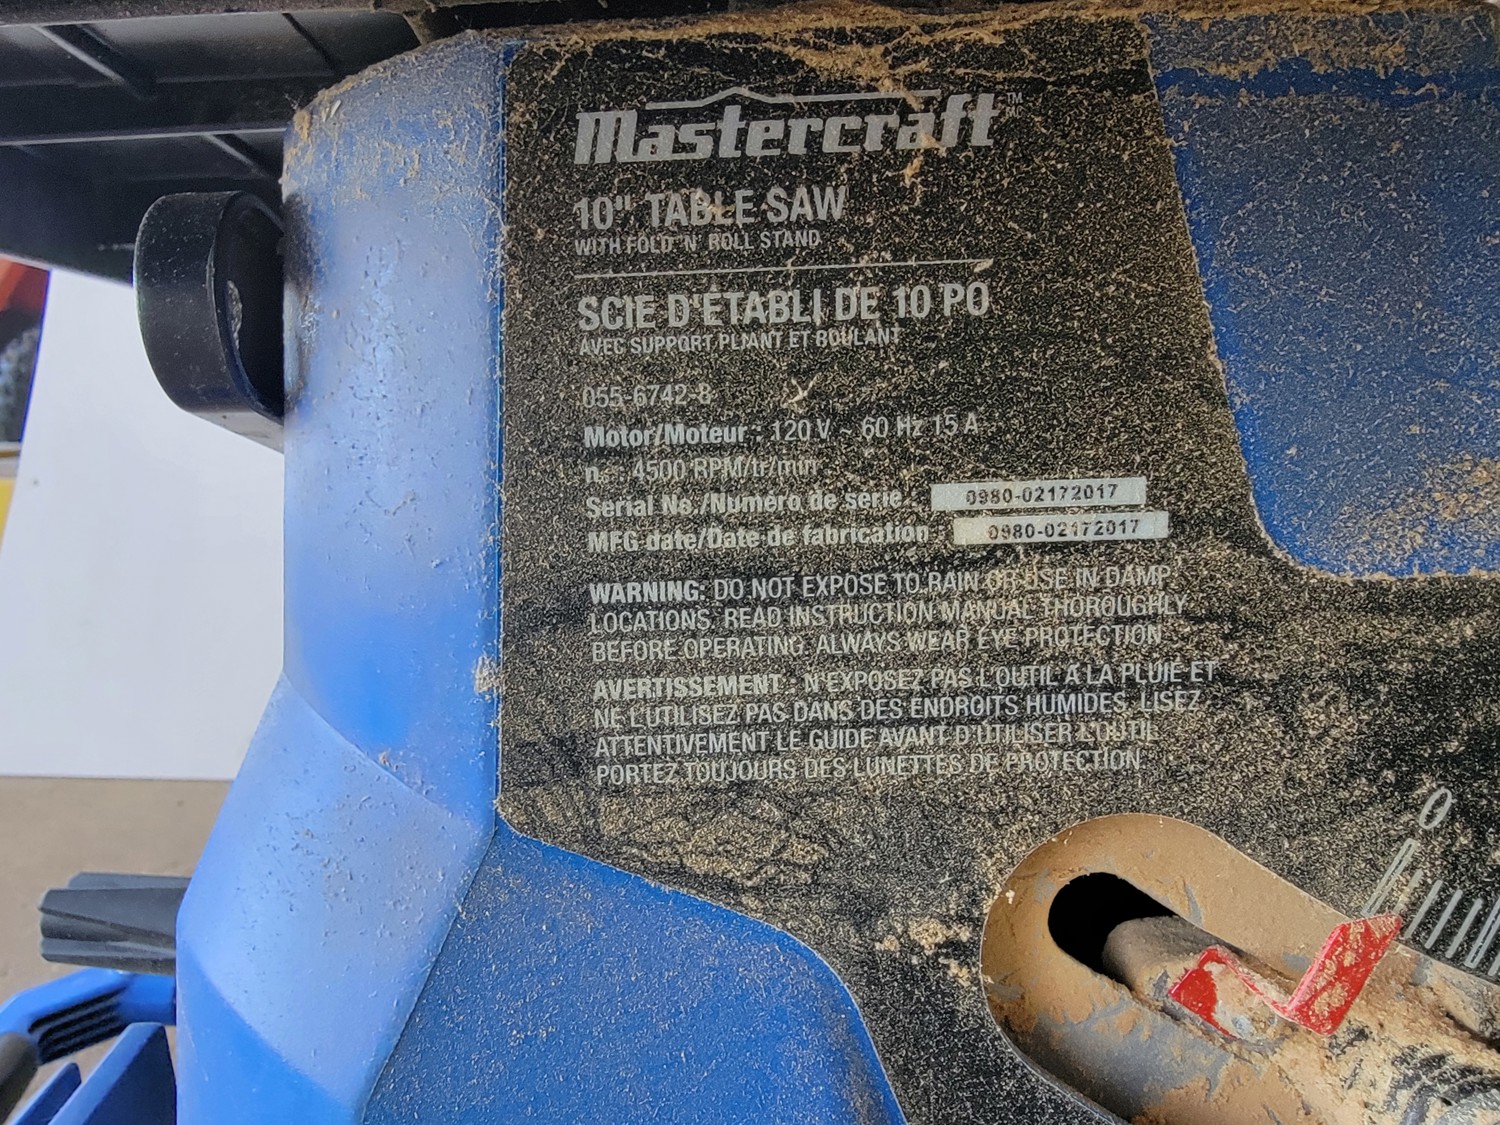 Mastercraft™
MC
10" TABLE SAW
WITH FOLD 'N' ROLL STAND
SCIE D'ÉTABLI DE 10 PO
AVEC SUPPORT PLIANT ET ROULANT
055-6742-8
Motor/Moteur : 120 V ~ 60 Hz 15 A
n₀ : 4500 RPM/tr/min
Serial No./Numéro de série : 0980-02172017
MFG date/Date de fabrication : 0980-02172017
WARNING: DO NOT EXPOSE TO RAIN OR USE IN DAMP
LOCATIONS. READ INSTRUCTION MANUAL THOROUGHLY
BEFORE OPERATING. ALWAYS WEAR EYE PROTECTION.
AVERTISSEMENT : N'EXPOSEZ PAS L'OUTIL À LA PLUIE ET
NE L'UTILISEZ PAS DANS DES ENDROITS HUMIDES. LISEZ
ATTENTIVEMENT LE GUIDE AVANT D'UTILISER L'OUTIL.
PORTEZ TOUJOURS DES LUNETTES DE PROTECTION.
0